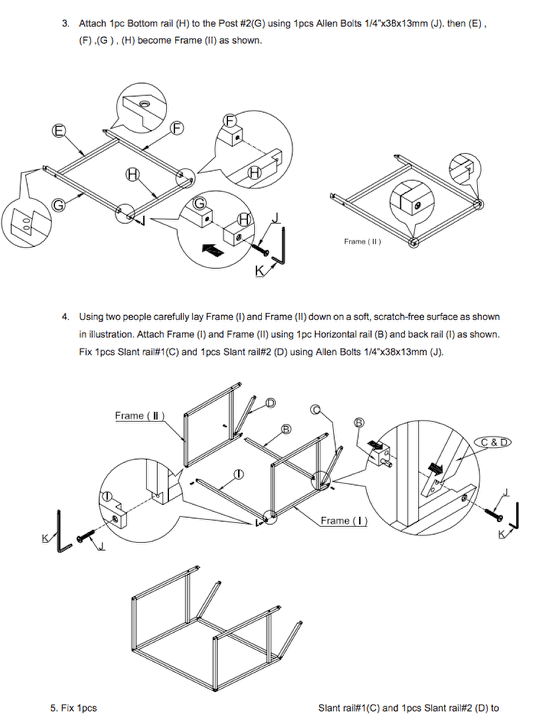 3. Attach 1pc Bottom rail (H) to the Post #2(G) using 1pcs Allen Bolts 1/4"x38x13mm (J). then (E) ,
(F) ,(G ) , (H) become Frame (II) as shown.
E
F
F
H
H
G
G
H
J
J
K
Frame ( II )
4. Using two people carefully lay Frame (I) and Frame (II) down on a soft, scratch-free surface as shown
in illustration. Attach Frame (I) and Frame (II) using 1pc Horizontal rail (B) and back rail (I) as shown.
Fix 1pcs Slant rail#1(C) and 1pcs Slant rail#2 (D) using Allen Bolts 1/4"x38x13mm (J).
Frame ( II )
D
C
B
B
C & D
I
I
J
K
J
K
Frame ( I )
5. Fix 1pcs Slant rail#1(C) and 1pcs Slant rail#2 (D) to